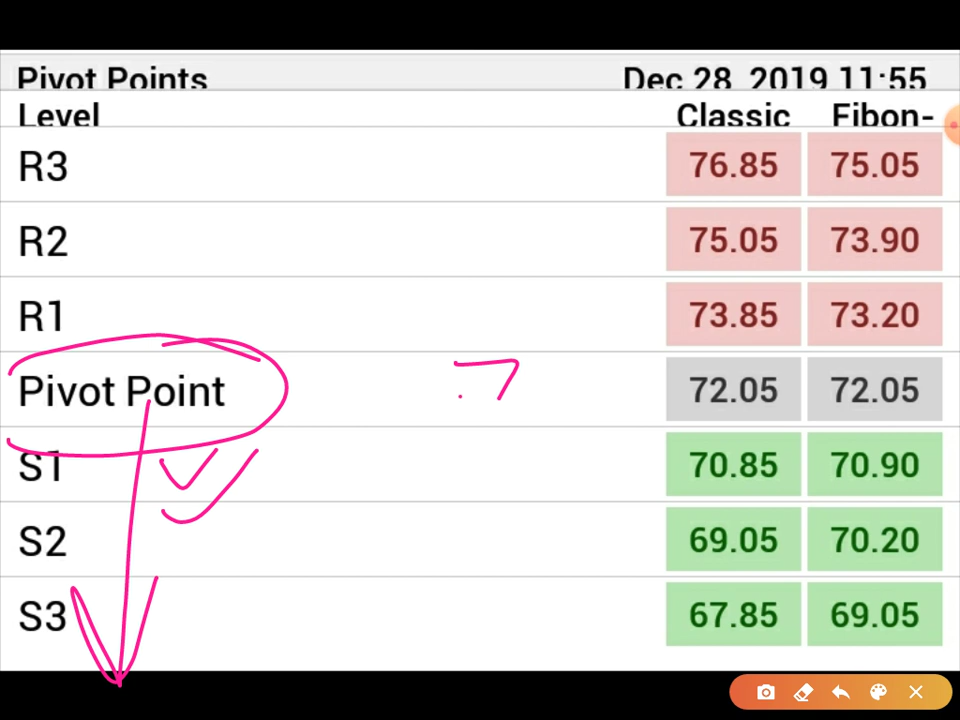 Pivot Points Dec 28, 2019 11:55
Level Classic Fibon-
R3 76.85 75.05
R2 75.05 73.90
R1 73.85 73.20
Pivot Point 72.05 72.05
S1 70.85 70.90
S2 69.05 70.20
S3 67.85 69.05